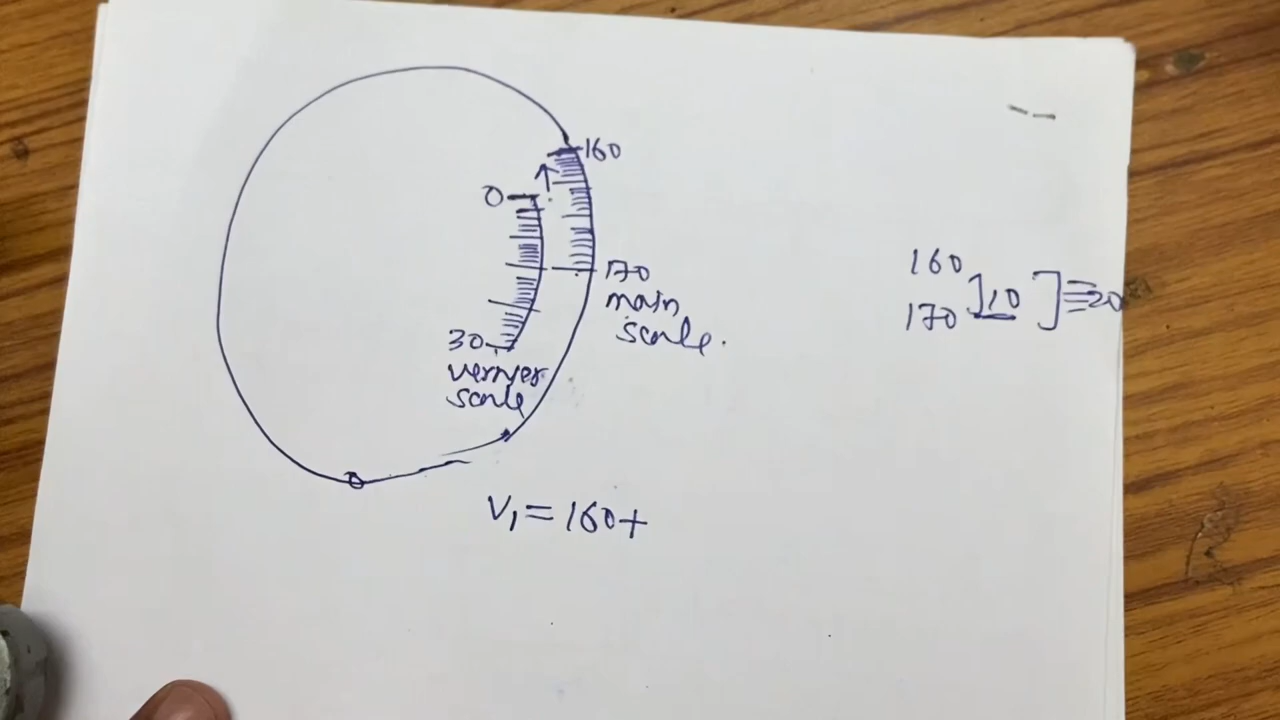 160
0
170
main
scale.
30
vernier
scale
160
170 ] 10 ] ≡ 20
V₁ = 160+